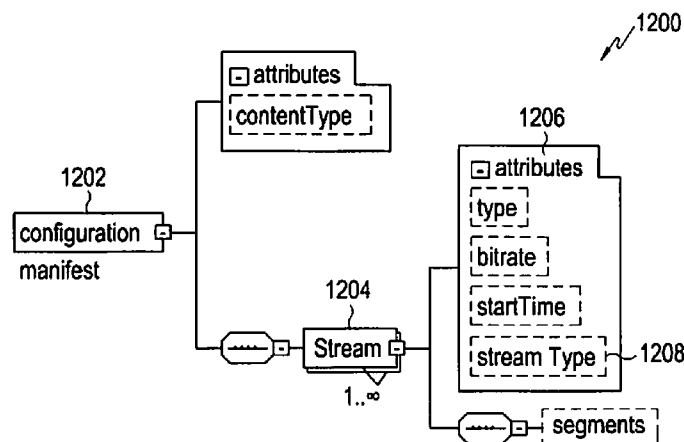 1200
attributes
contentType
1206
attributes
1202
type
configuration
manifest
bitrate
startTime
1204
Stream
stream Type
1208
1..∞
segments